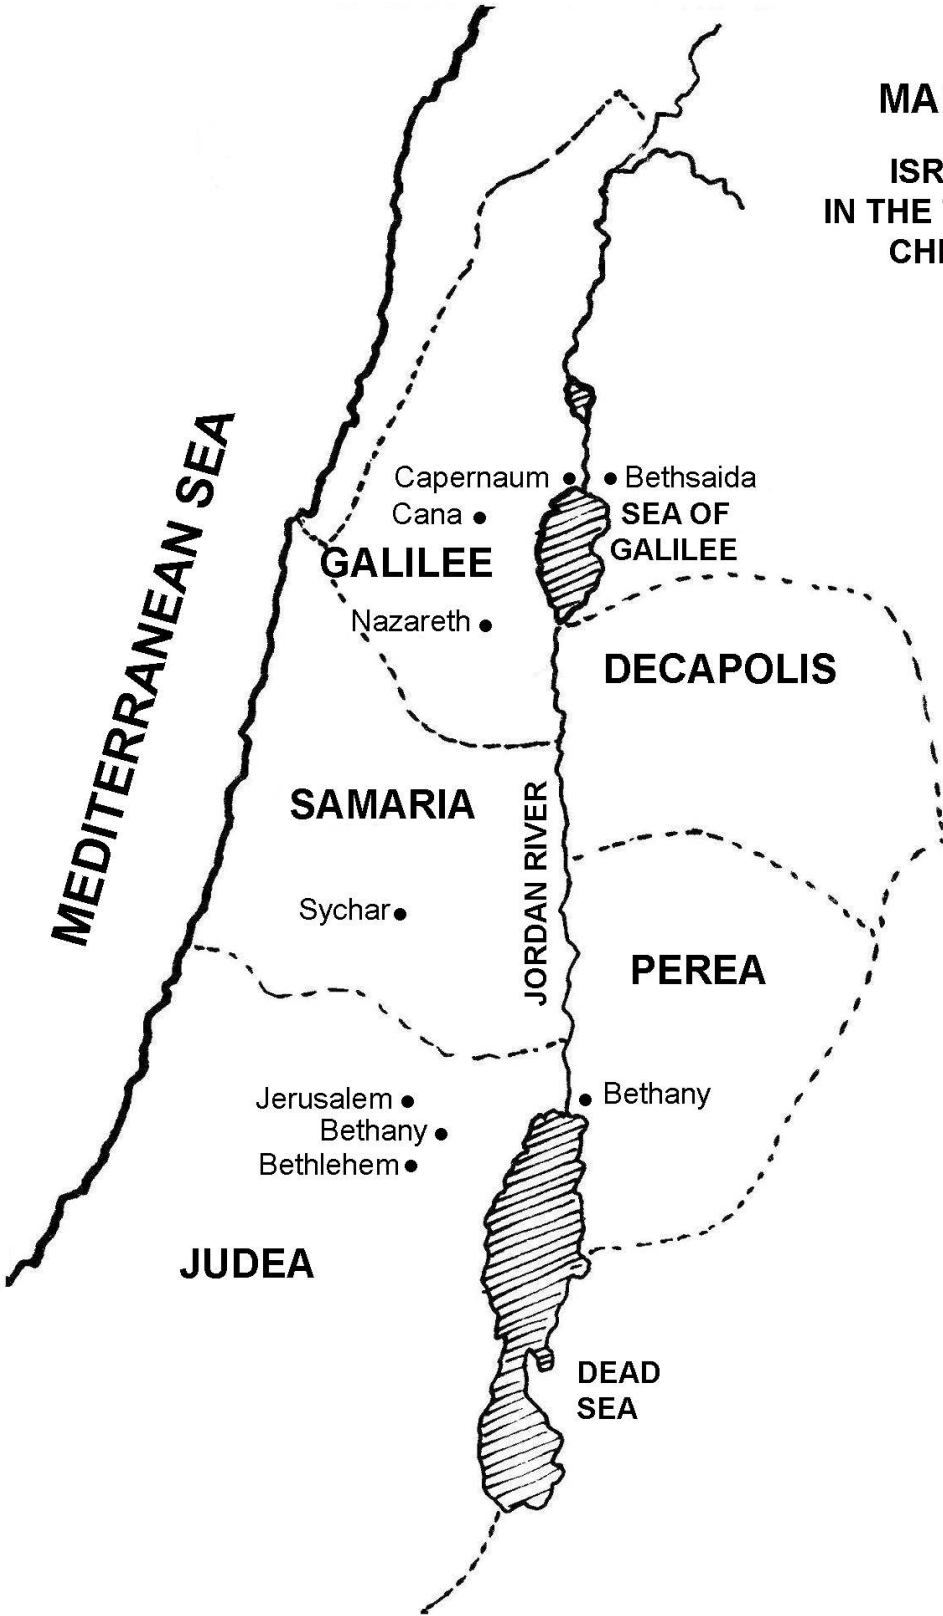 MA
ISR
IN THE
CH
MEDITERRANEAN SEA
Capernaum
Bethsaida
Cana
SEA OF
GALILEE
GALILEE
Nazareth
DECAPOLIS
SAMARIA
JORDAN RIVER
Sychar
PEREA
Jerusalem
Bethany
Bethany
Bethlehem
JUDEA
DEAD
SEA